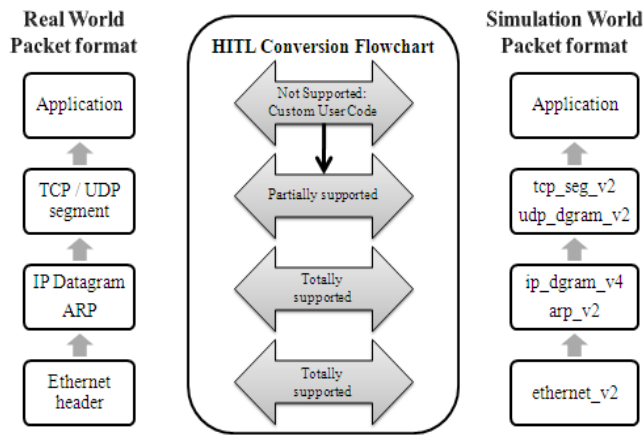 Real World
Packet format
Application
TCP / UDP
segment
IP Datagram
ARP
Ethernet
header
HITL Conversion Flowchart
Not Supported:
Custom User Code
Partially supported
Totally
supported
Totally
supported
Simulation World
Packet format
Application
tcp_seg_v2
udp_dgram_v2
ip_dgram_v4
arp_v2
ethernet_v2